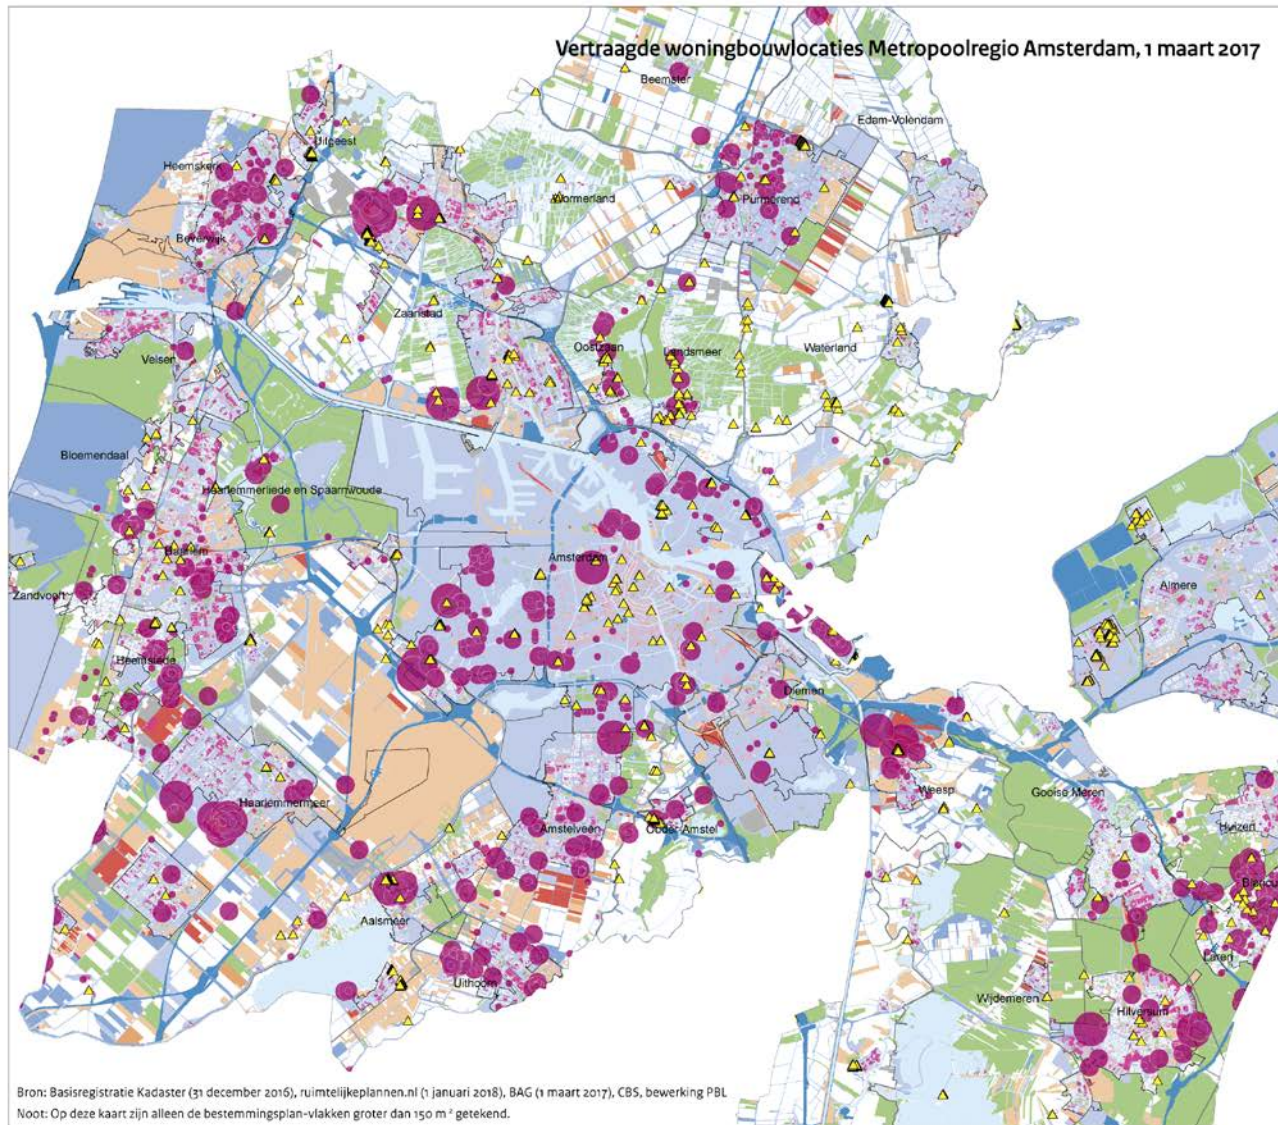 Vertraagde woningbouwlocaties Metropoolregio Amsterdam, 1 maart 2017
Beemster
Edam-Volendam
Uitgeest
Heemskerk
Wormerland
Purmerend
Beverwijk
Zaanstad
Oostzaan
Landsmeer
Waterland
Velsen
Bloemendaal
Haarlemmerliede en Spaarnwoude
Haarlem
Amsterdam
Almere
Zandvoort
Heemstede
Diemen
Weesp
Gooise Meren
Haarlemmermeer
Amstelveen
Ouder-Amstel
Huizen
Blaricum
Aalsmeer
Laren
Uithoorn
Wijdemeren
Hilversum
Bron: Basisregistratie Kadaster (31 december 2016), ruimtelijkeplannen.nl (1 januari 2018), BAG (1 maart 2017), CBS, bewerking PBL
Noot: Op deze kaart zijn alleen de bestemmingsplan-vlakken groter dan 150 m² getekend.